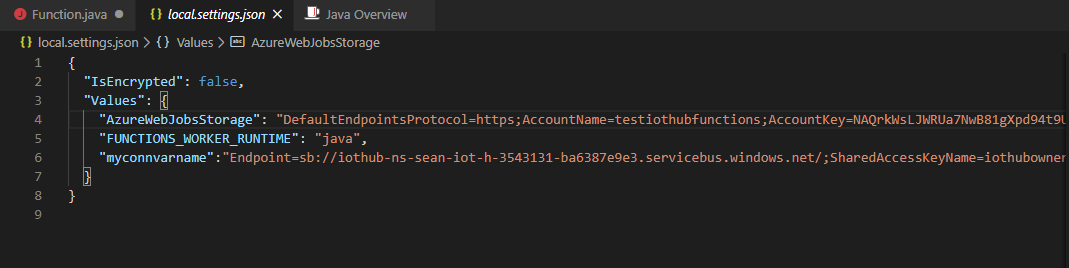 Function.java
local.settings.json
Java Overview
local.settings.json > {} Values > AzureWebJobsStorage
1 {
2 "IsEncrypted": false,
3 "Values": {
4 "AzureWebJobsStorage": "DefaultEndpointsProtocol=https;AccountName=testiothubfunctions;AccountKey=NAQrkWsLJWRUa7NwB81gXpd94t9U
5 "FUNCTIONS_WORKER_RUNTIME": "java",
6 "myconnvarname":"Endpoint=sb://iothub-ns-sean-iot-h-3543131-ba6387e9e3.servicebus.windows.net/;SharedAccessKeyName=iothubowner
7 }
8 }
9